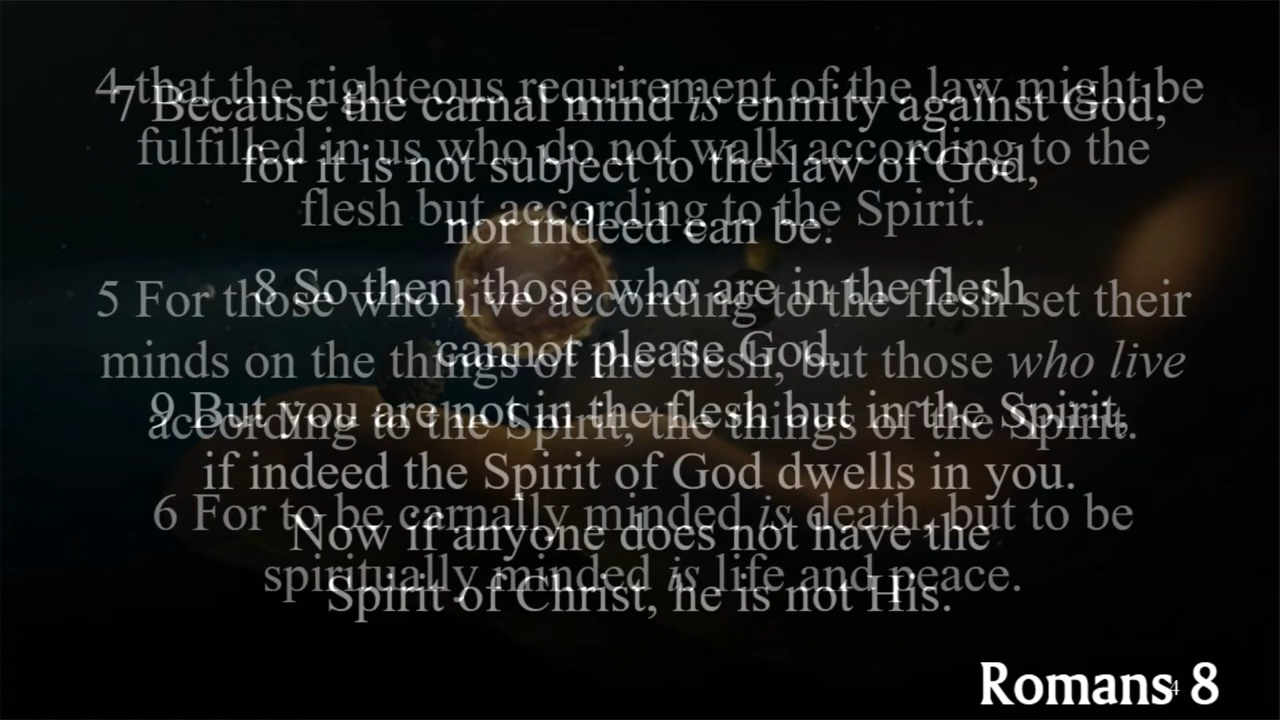 4 that the righteous requirement of the law might be
fulfilled in us who do not walk according to the
flesh but according to the Spirit.
5 For those who live according to the flesh set their
minds on the things of the flesh, but those who live
according to the Spirit, the things of the Spirit.
6 For to be carnally minded is death, but to be
spiritually minded is life and peace.
7 Because the carnal mind is enmity against God;
for it is not subject to the law of God,
nor indeed can be.
8 So then, those who are in the flesh
cannot please God.
9 But you are not in the flesh but in the Spirit,
if indeed the Spirit of God dwells in you.
Now if anyone does not have the
Spirit of Christ, he is not His.
Romans 8
4